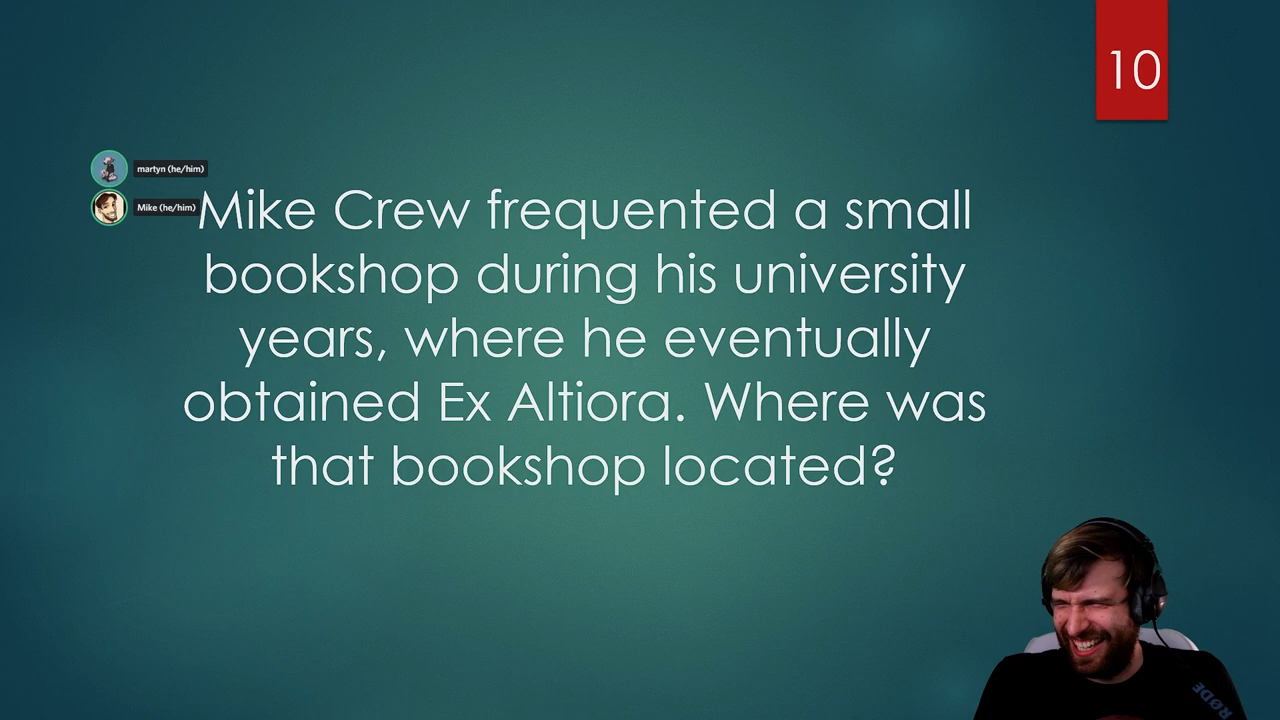 10
martyn (he/him)
Mike (he/him)
Mike Crew frequented a small
bookshop during his university
years, where he eventually
obtained Ex Altiora. Where was
that bookshop located?
RØDE